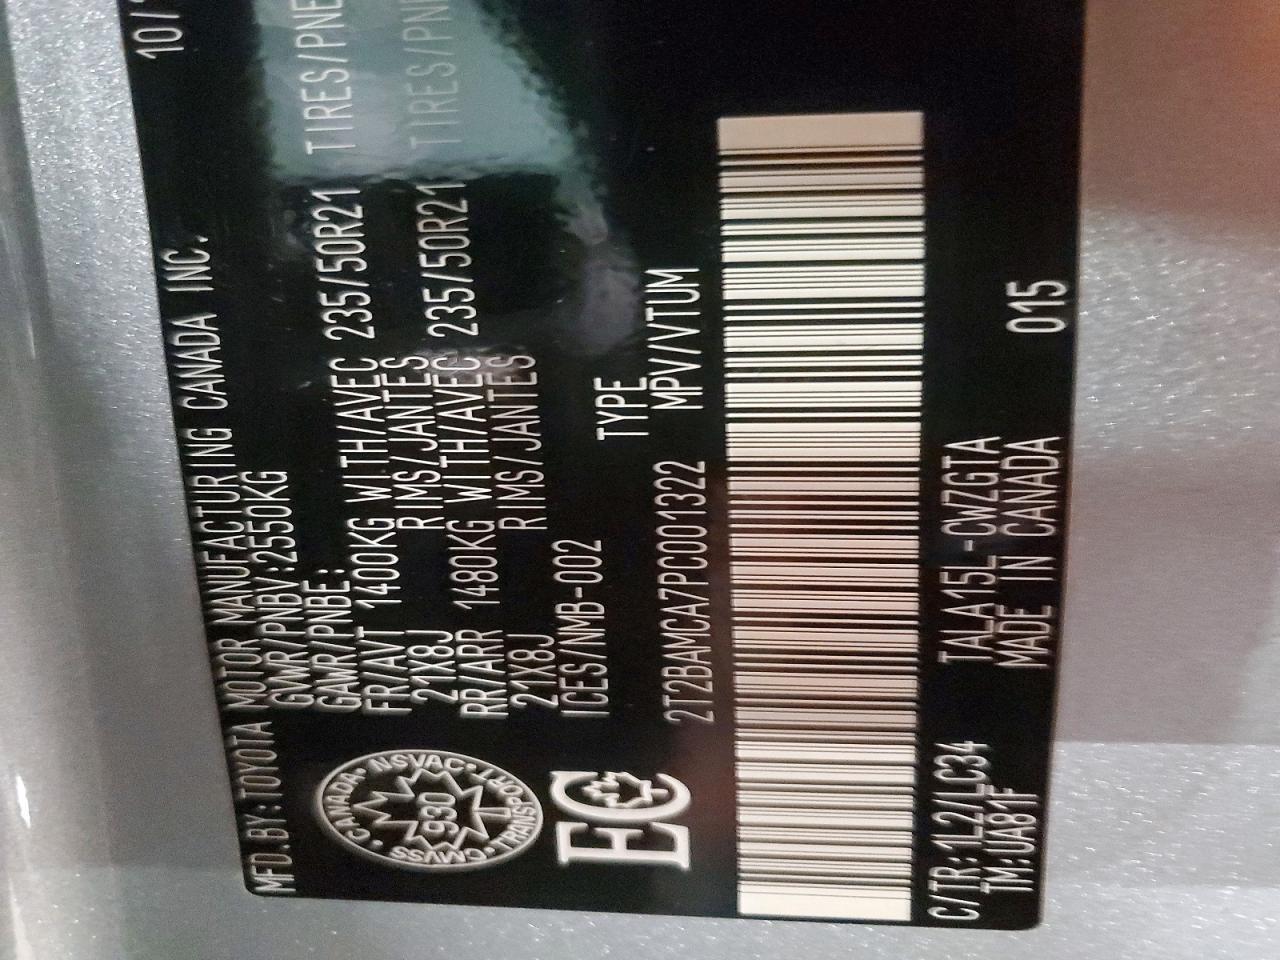 MFD.BY:TOYOTA MOTOR MANUFACTURING CANADA INC. 10/
GVWR/PNBV:2550KG
GAWR/PNBE:
FR/AVT 1400KG WITH/AVEC 235/50R21 TIRES/PNE
21X8J RIMS/JANTES
RR/ARR 1480KG WITH/AVEC 235/50R21 TIRES/PNE
21X8J RIMS/JANTES
ICES/NMB-002
CANADA • NSVAC • TRANSPORT • CMVSS •
930
EC
TYPE
2T2BAMCA7PC001322 MPV/VTUM
C/TR:1L2/LC34 TALA15L-CWZGTA
TM:UA81F MADE IN CANADA 015